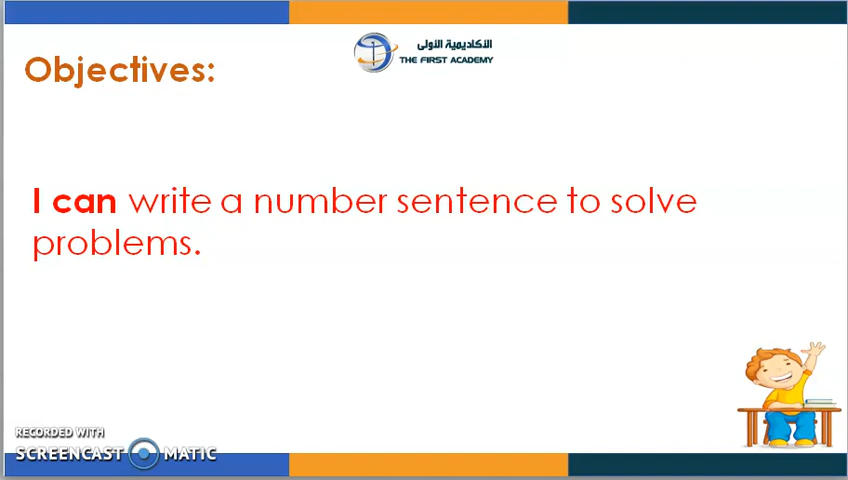 الأكاديمية الأولى
THE FIRST ACADEMY
Objectives:
I can write a number sentence to solve
problems.
RECORDED WITH
SCREENCAST MATIC